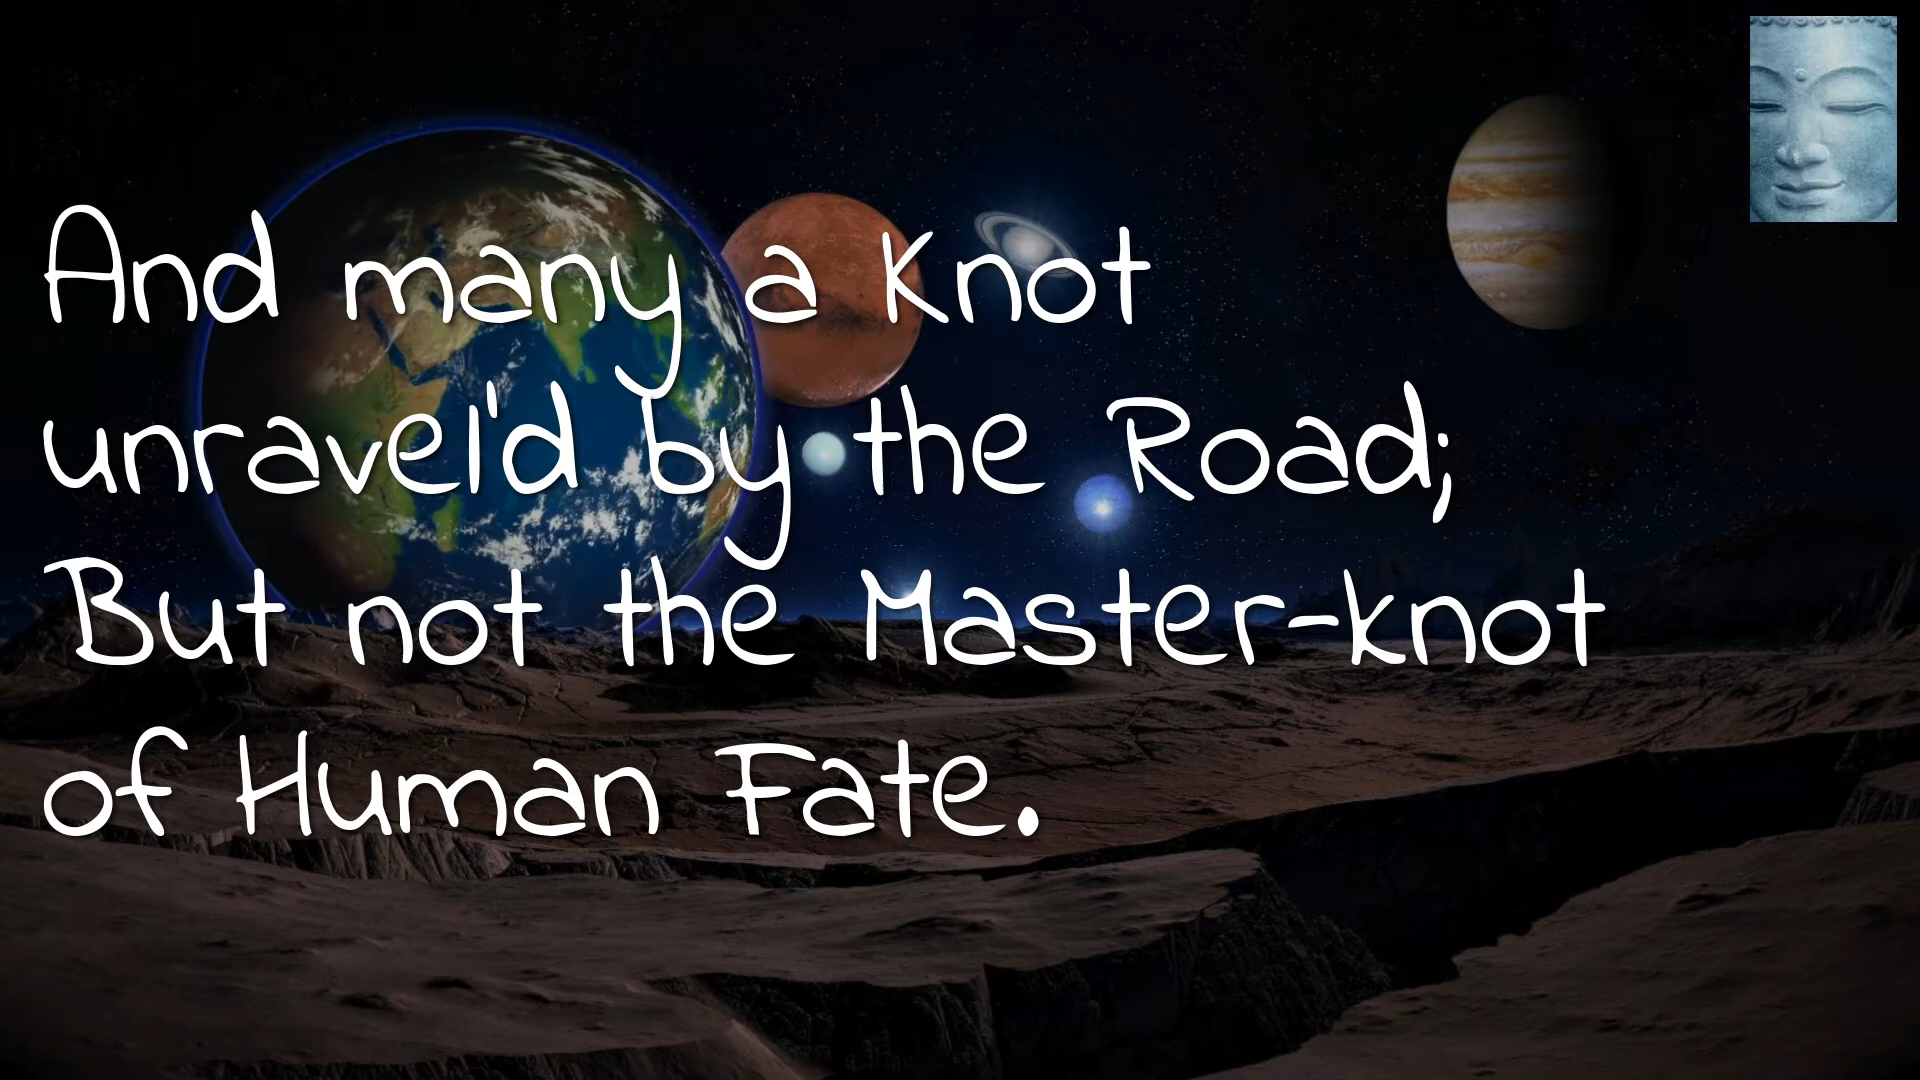 And many a Knot
unravel'd by the Road;
But not the Master-knot
of Human Fate.